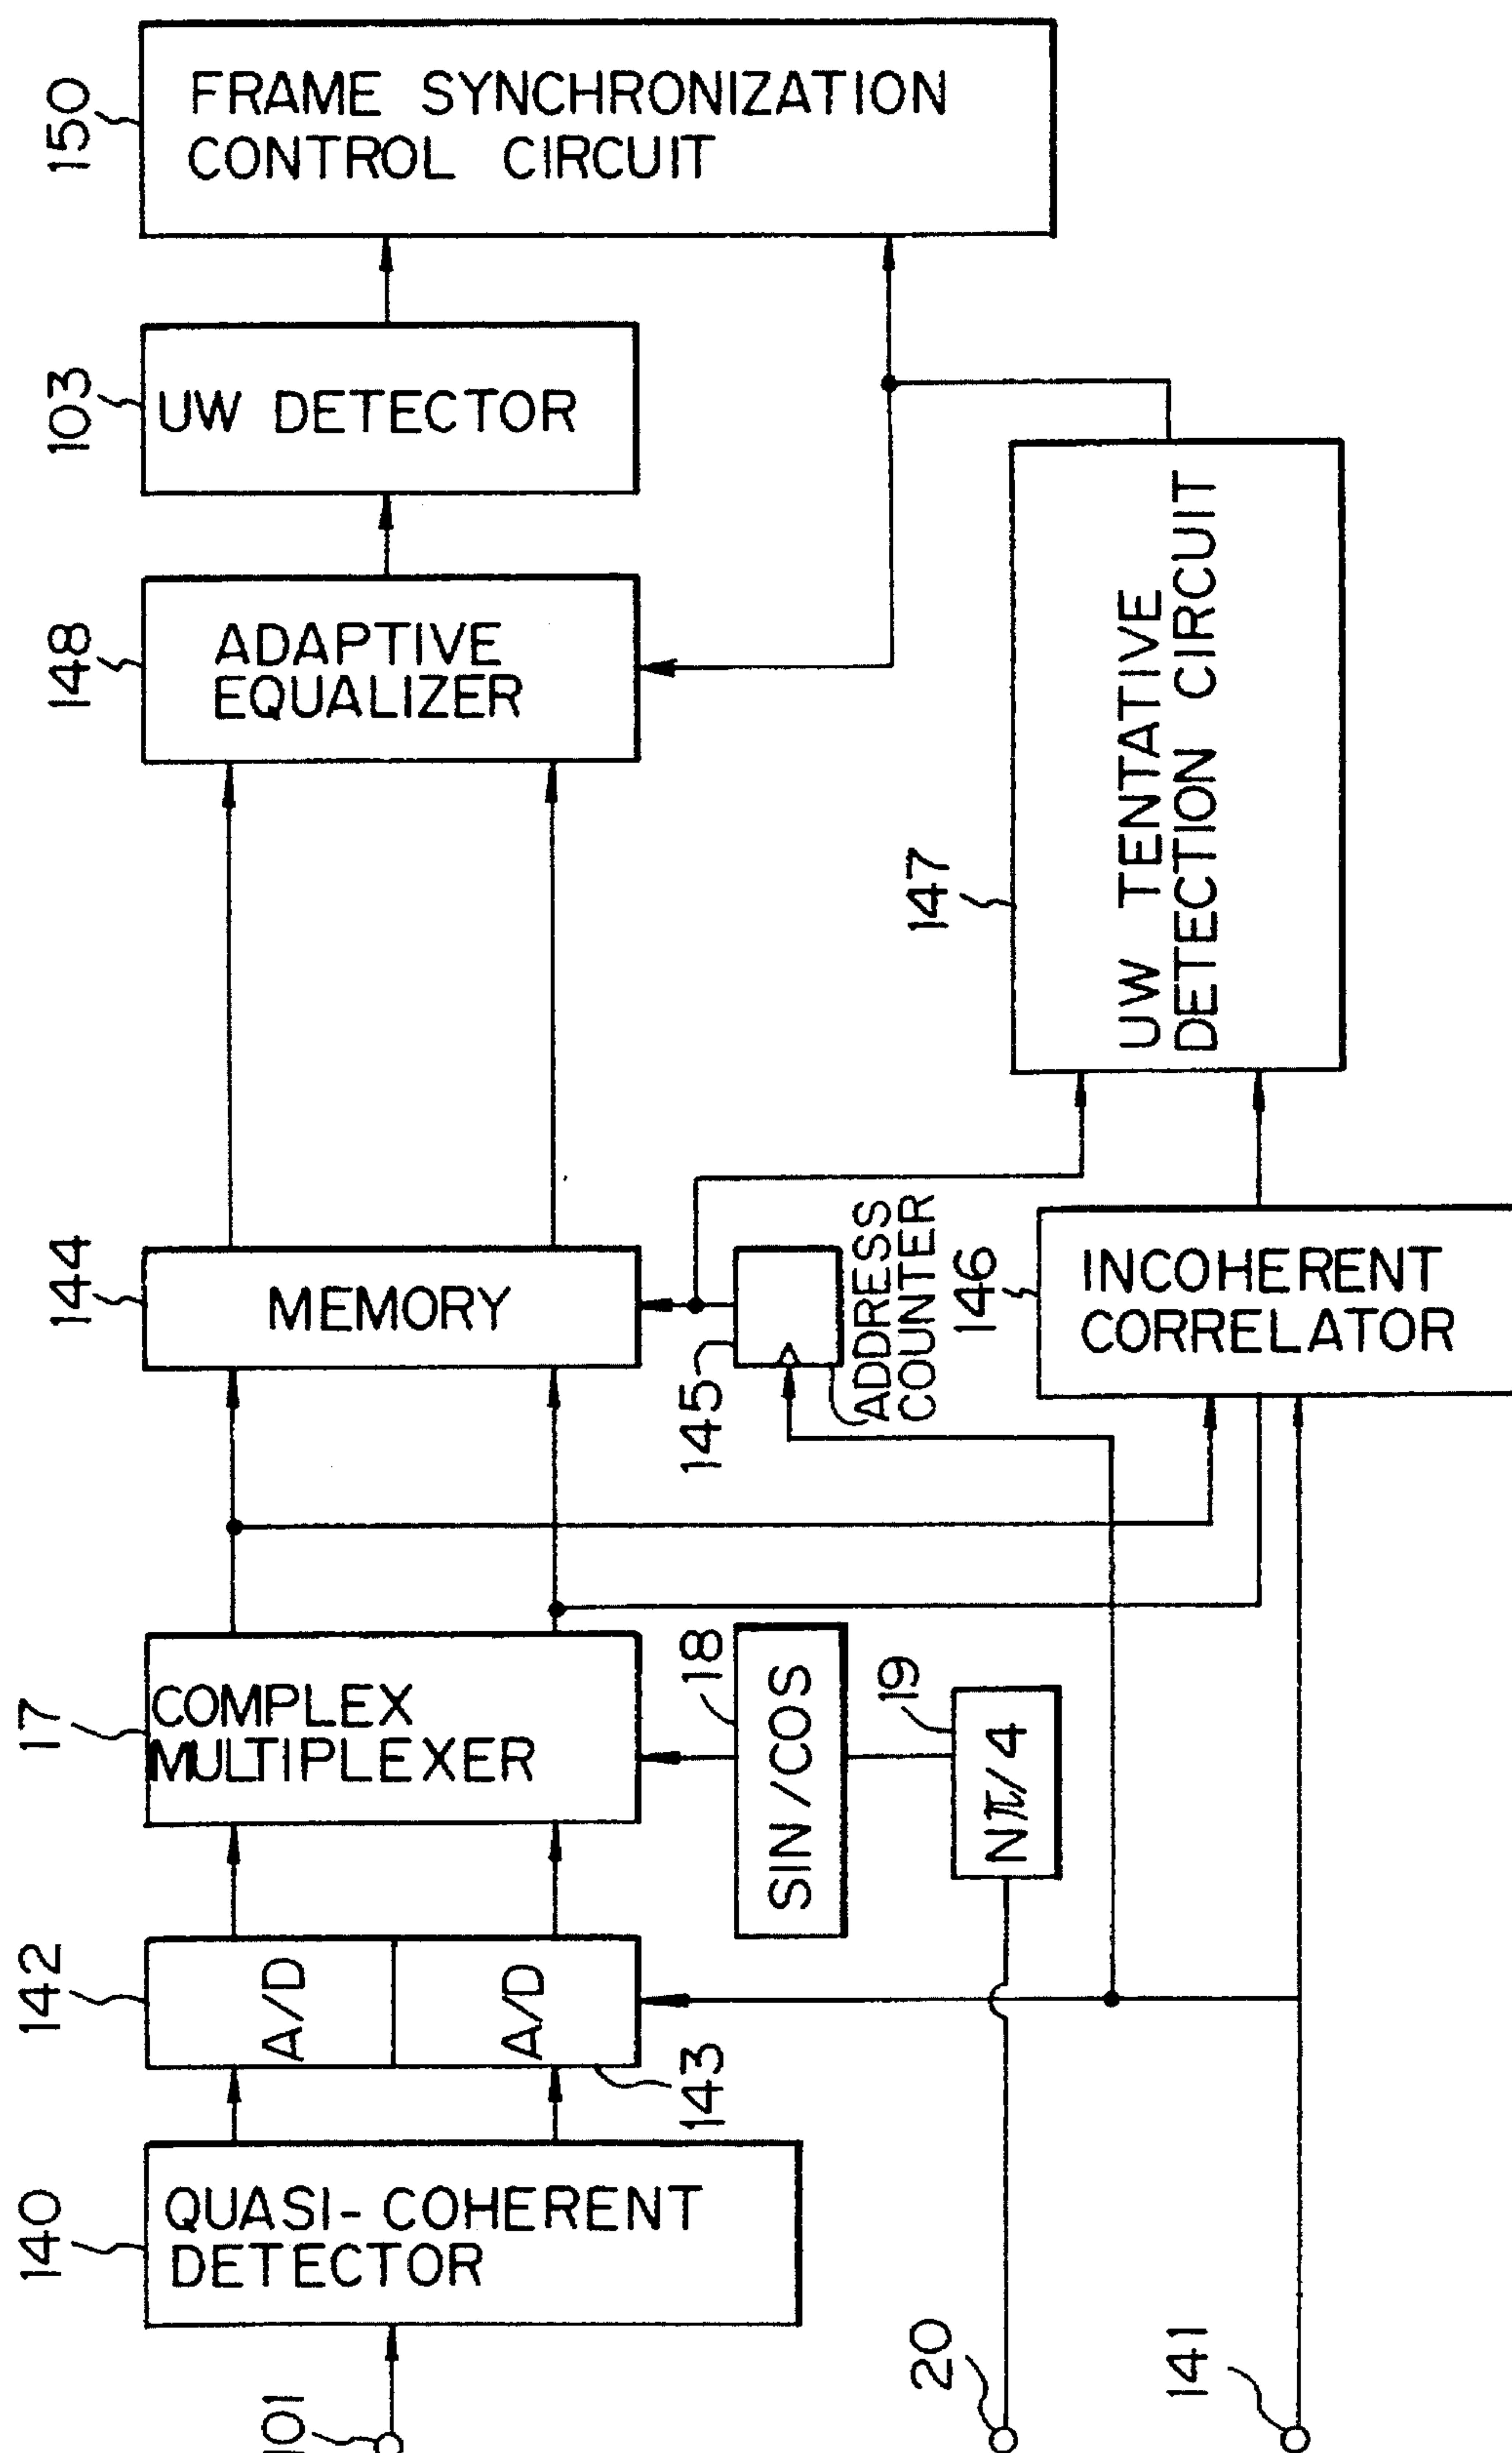 150
FRAME SYNCHRONIZATION
CONTROL CIRCUIT
103
UW DETECTOR
148
ADAPTIVE
EQUALIZER
147
UW TENTATIVE
DETECTION CIRCUIT
144
MEMORY
145
ADDRESS
COUNTER
146
INCOHERENT
CORRELATOR
17
COMPLEX
MULTIPLEXER
18
SIN/COS
19
Nπ/4
142
A/D
A/D
143
140
QUASI-COHERENT
DETECTOR
101
20
141